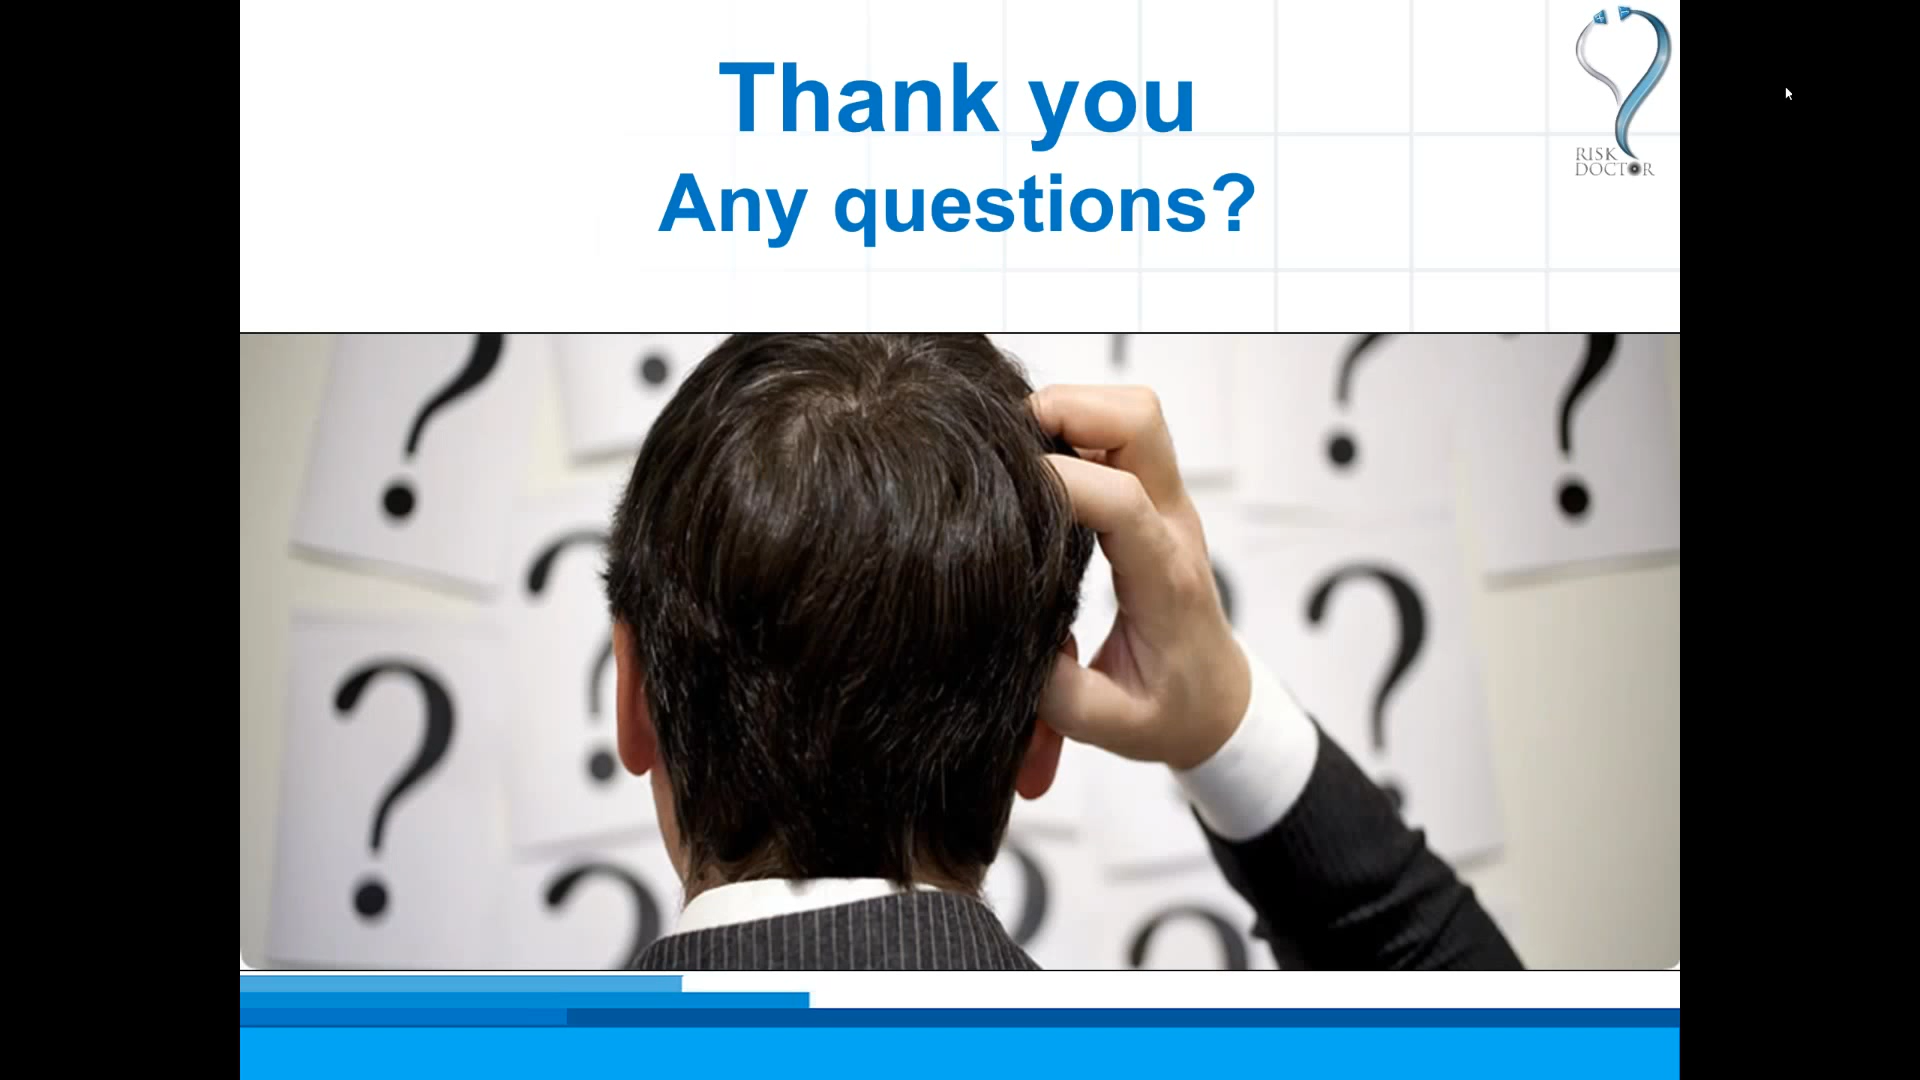 Thank you
Any questions?
RISK
DOCTOR
? ? ? ?
? ? ?
? ? ? ?